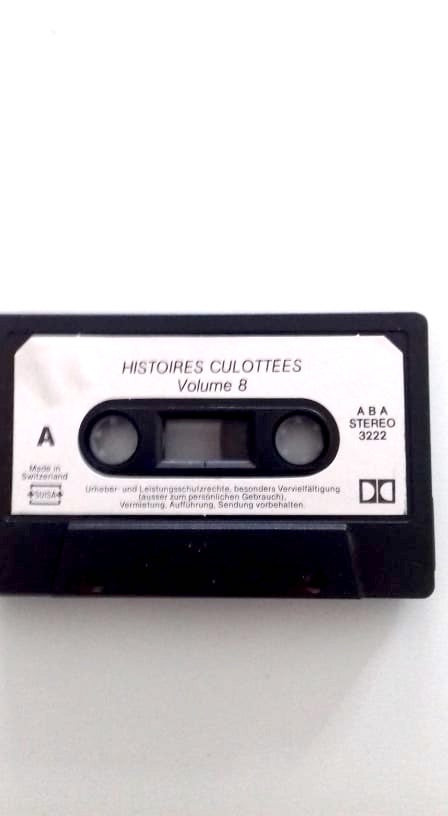 HISTOIRES CULOTTEES
Volume 8
A
A B A
STEREO
3222
Made in
Switzerland
SUISA
Urheber- und Leistungsschutzrechte, besonders Vervielfältigung
(ausser zum persönlichen Gebrauch),
Vermietung, Aufführung, Sendung vorbehalten.